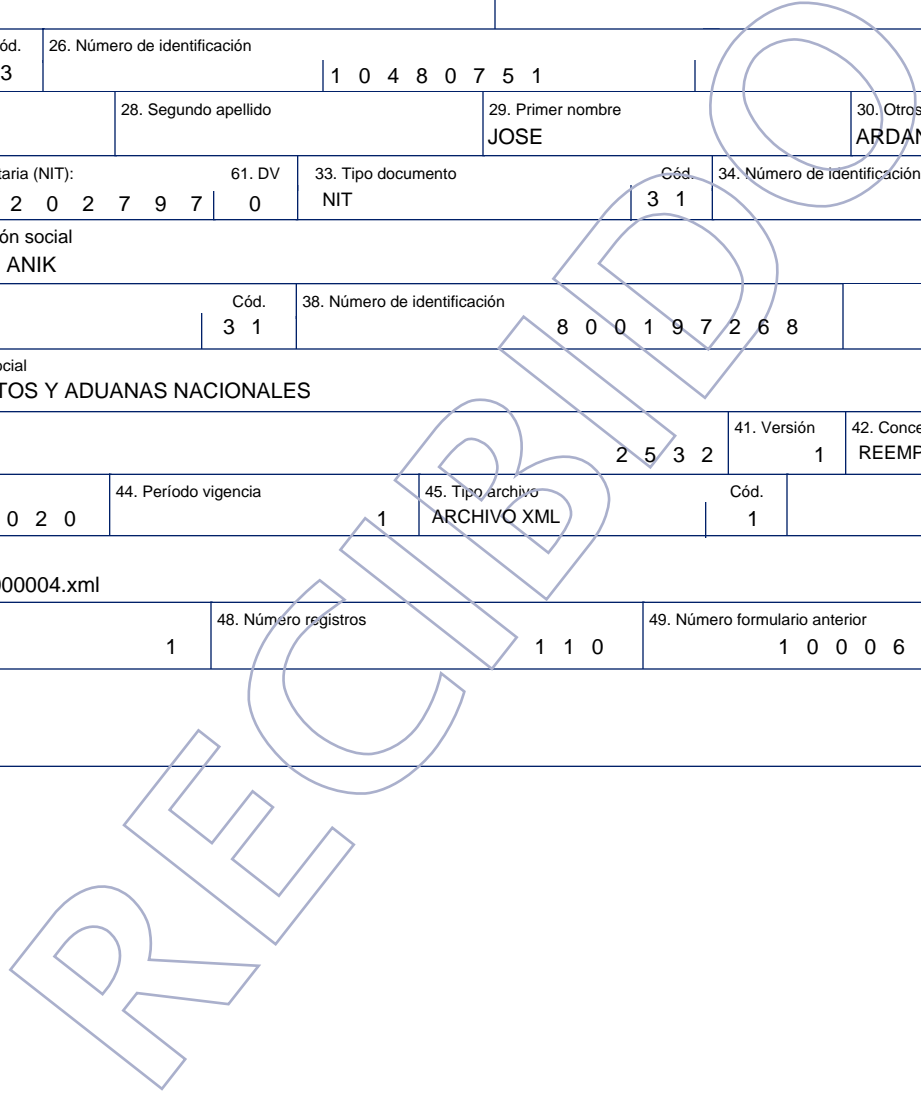 ód. 26. Número de identificación
3 1 0 4 8 0 7 5 1
28. Segundo apellido 29. Primer nombre 30. Otros
JOSE ARDAN
taria (NIT): 61. DV 33. Tipo documento Cód. 34. Número de identificación
2 0 2 7 9 7 0 NIT 3 1
ón social
ANIK
Cód. 38. Número de identificación
3 1 8 0 0 1 9 7 2 6 8
ocial
TOS Y ADUANAS NACIONALES
41. Versión 42. Conce
2 5 3 2 1 REEMP
44. Período vigencia 45. Tipo archivo Cód.
0 2 0 1 ARCHIVO XML 1
000004.xml
48. Número registros 49. Número formulario anterior
1 1 1 0 1 0 0 0 6
RECIBIDO